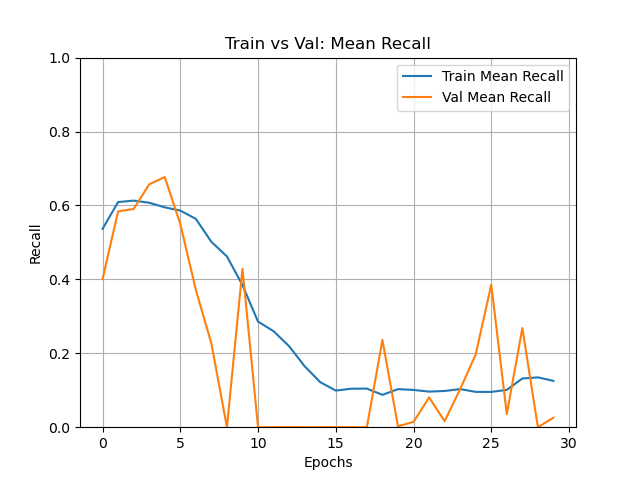 Train vs Val: Mean Recall
Train Mean Recall
Val Mean Recall
1.0
0.8
0.6
0.4
0.2
0.0
Recall
0 5 10 15 20 25 30
Epochs